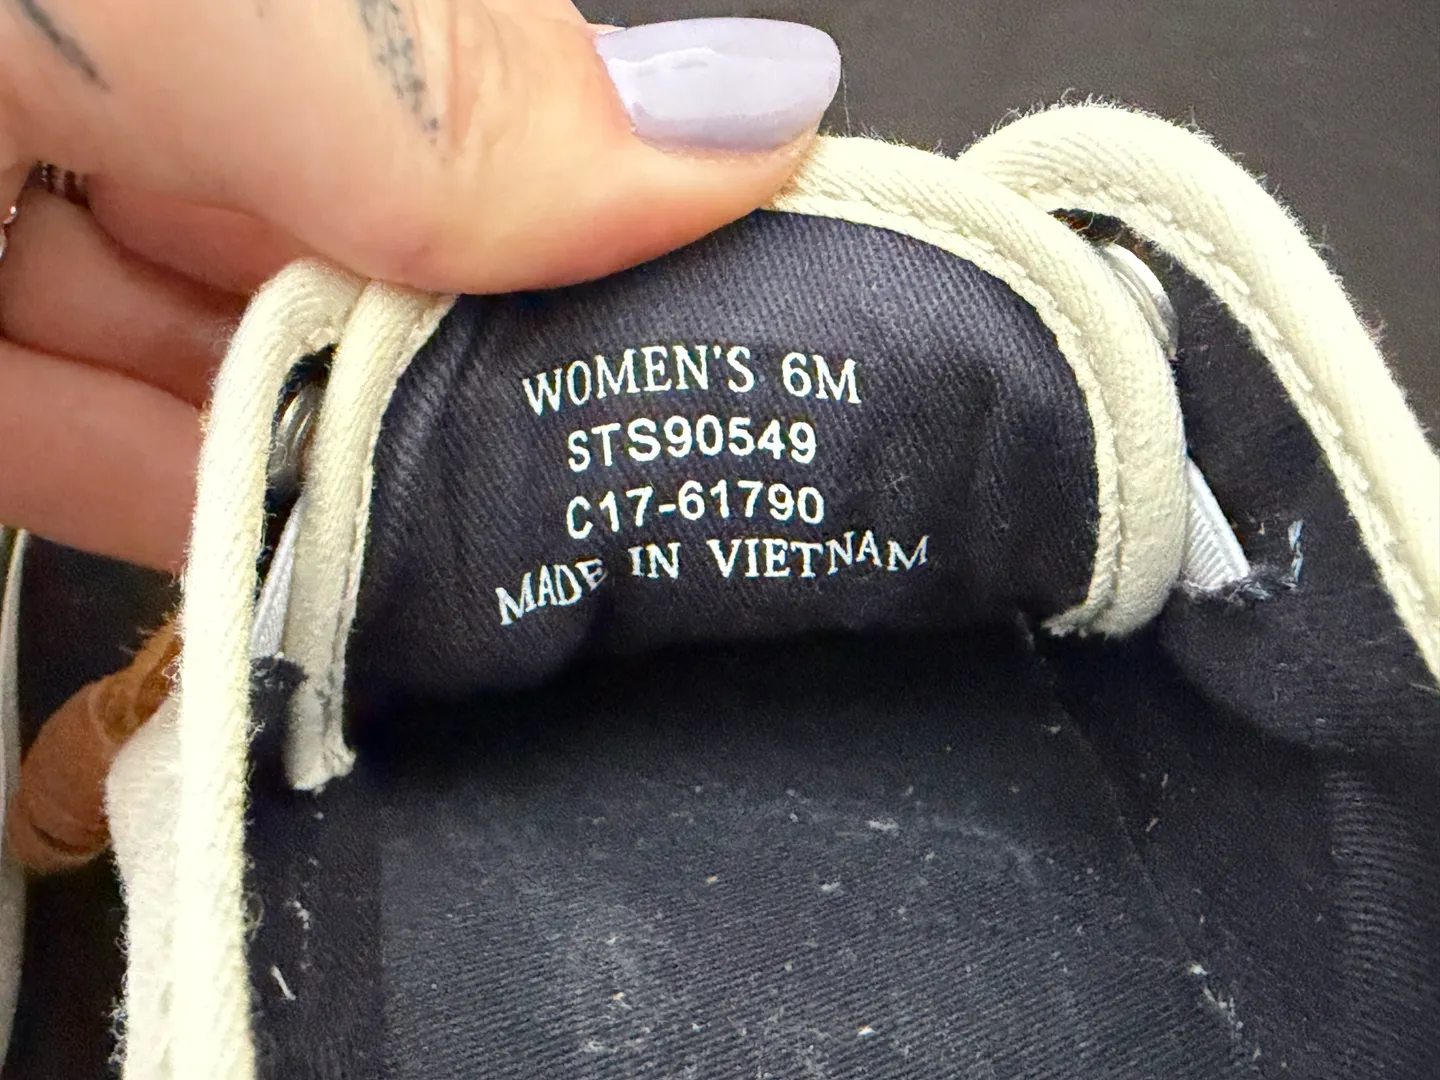 WOMEN'S 6M
STS90549
C17-61790
MADE IN VIETNAM